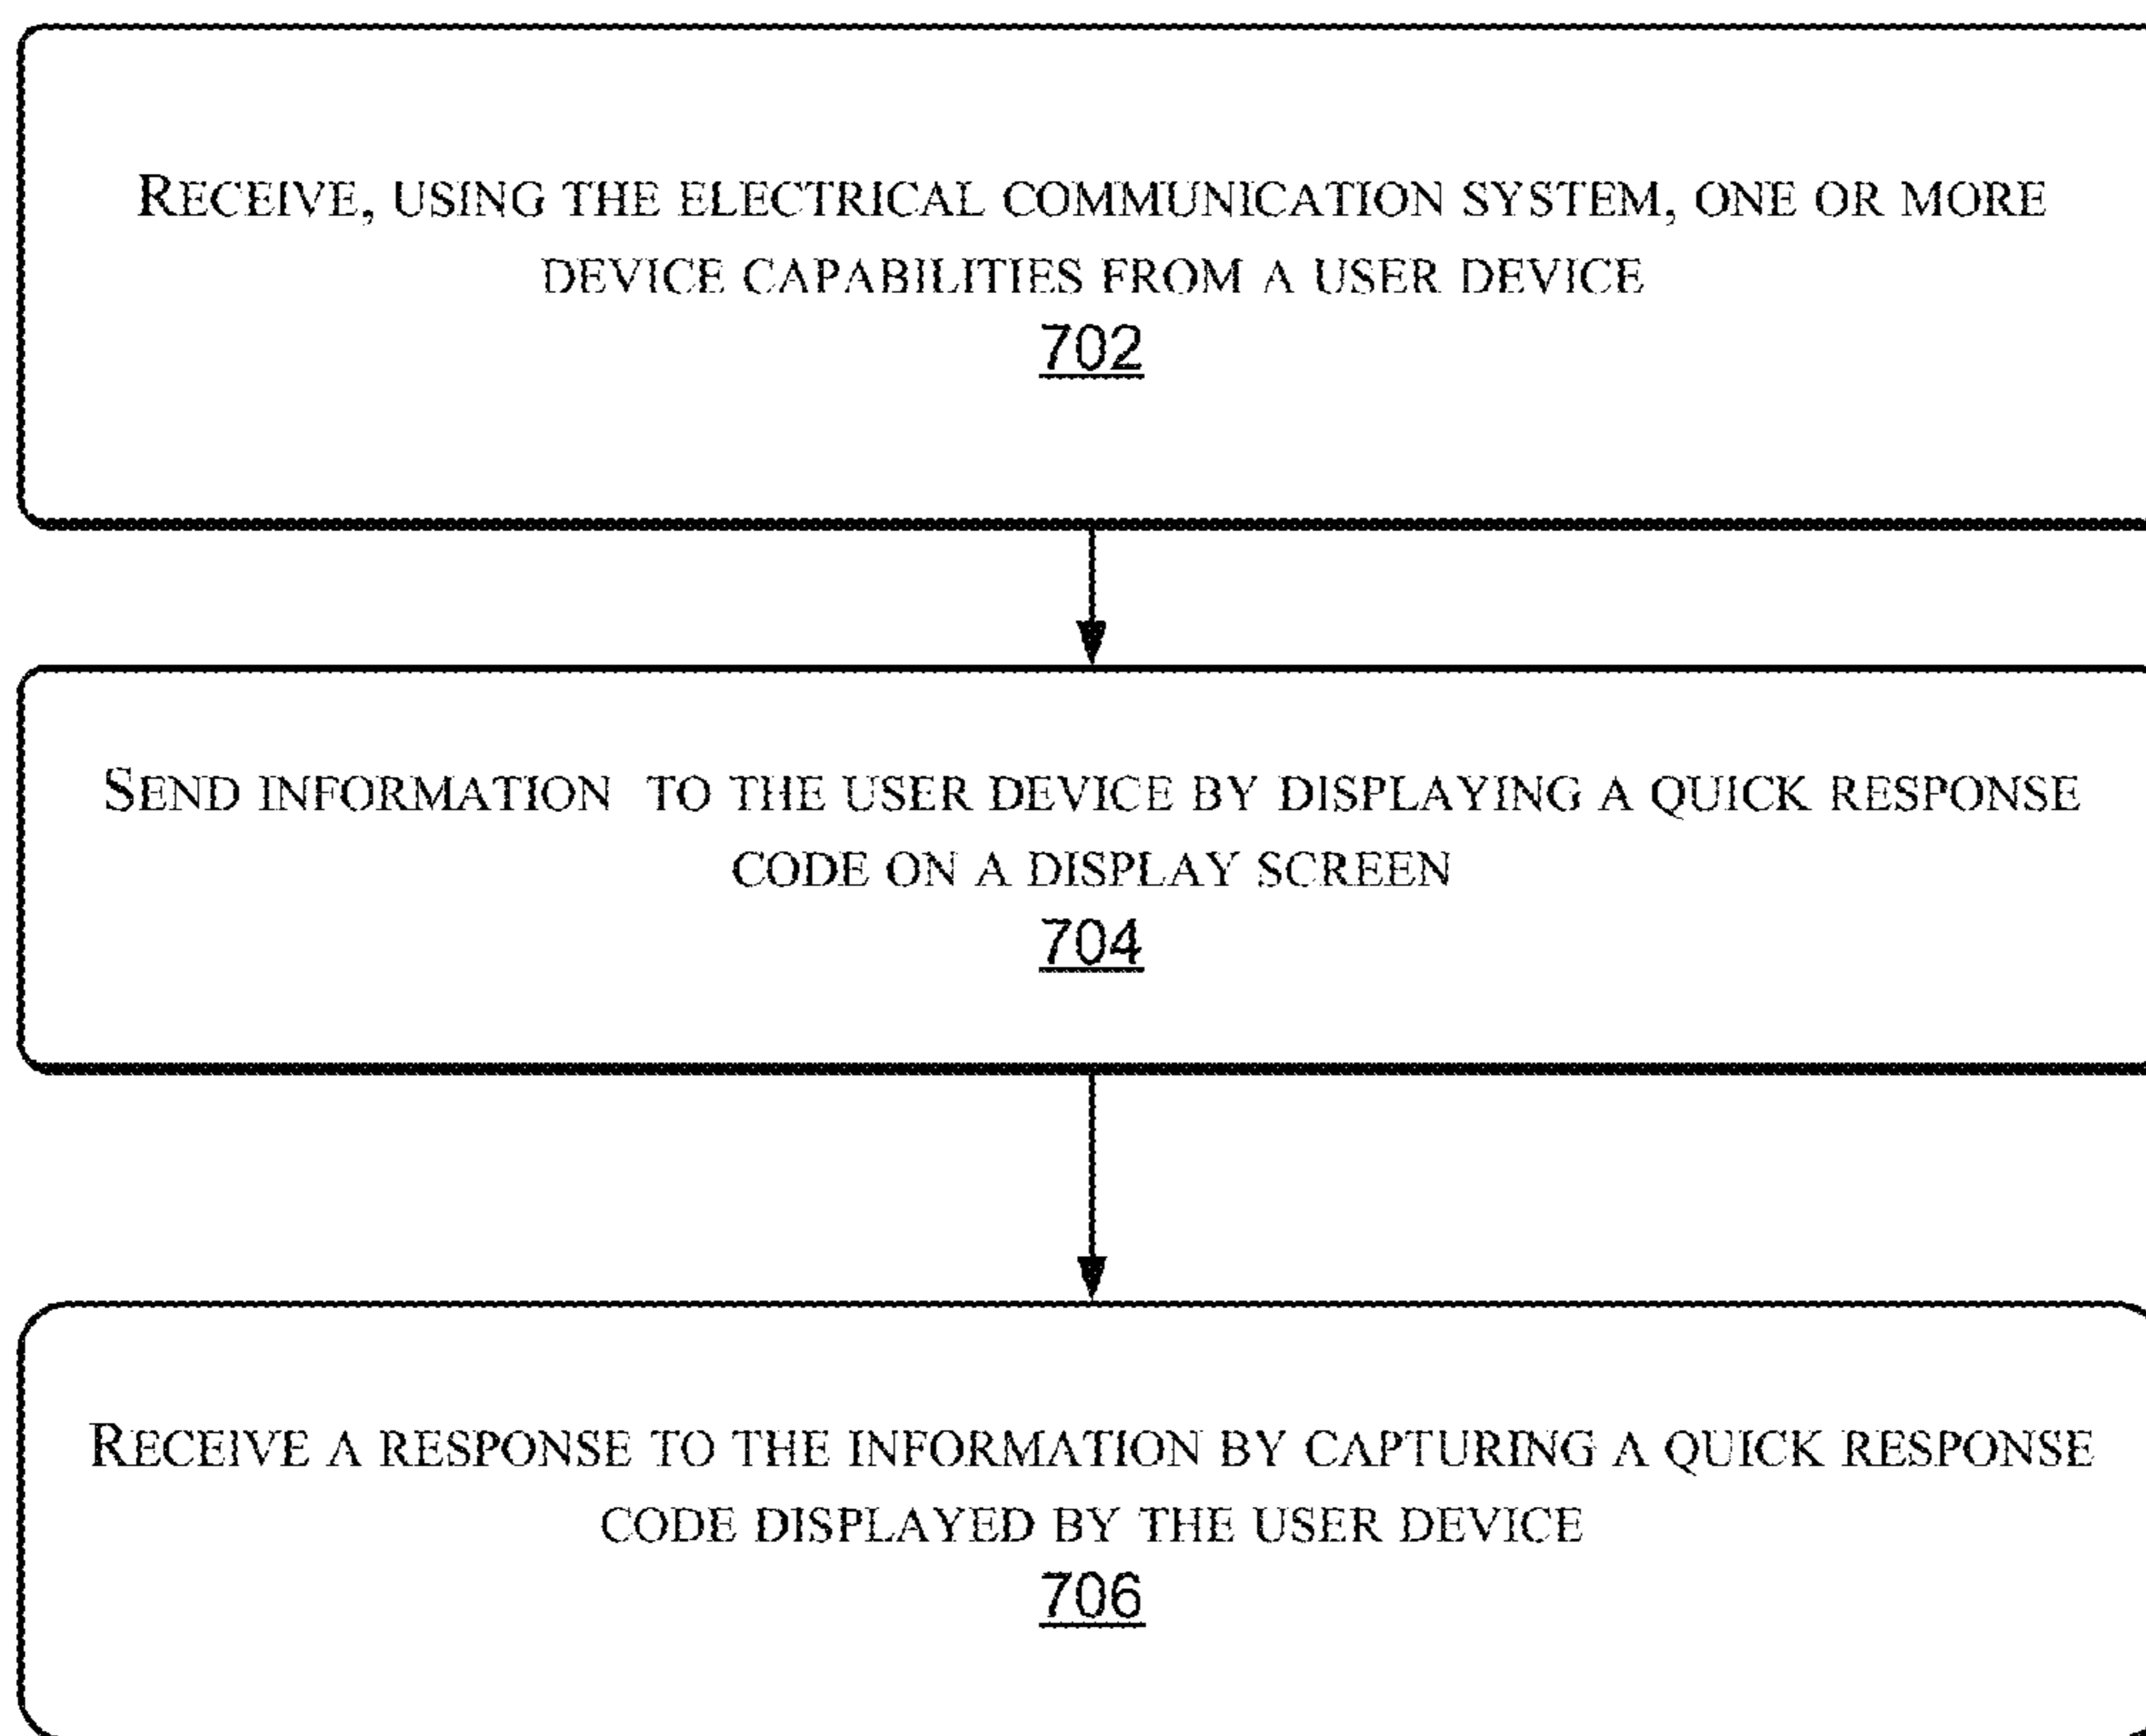 RECEIVE, USING THE ELECTRICAL COMMUNICATION SYSTEM, ONE OR MORE
DEVICE CAPABILITIES FROM A USER DEVICE
702
SEND INFORMATION TO THE USER DEVICE BY DISPLAYING A QUICK RESPONSE
CODE ON A DISPLAY SCREEN
704
RECEIVE A RESPONSE TO THE INFORMATION BY CAPTURING A QUICK RESPONSE
CODE DISPLAYED BY THE USER DEVICE
706